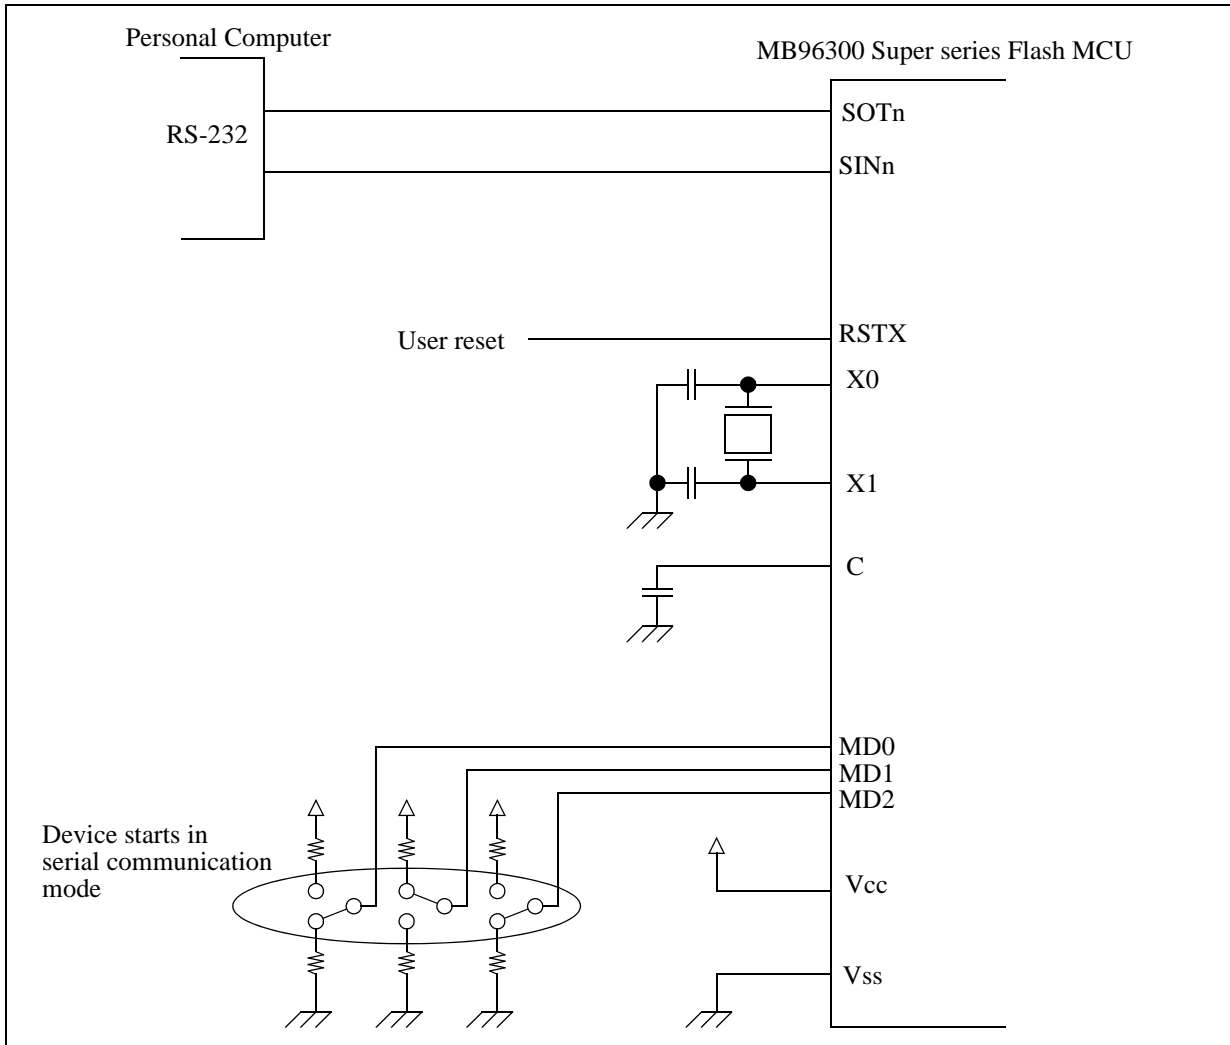 Personal Computer
MB96300 Super series Flash MCU
RS-232
SOTn
SINn
User reset
RSTX
X0
X1
C
MD0
MD1
MD2
Device starts in
serial communication
mode
Vcc
Vss